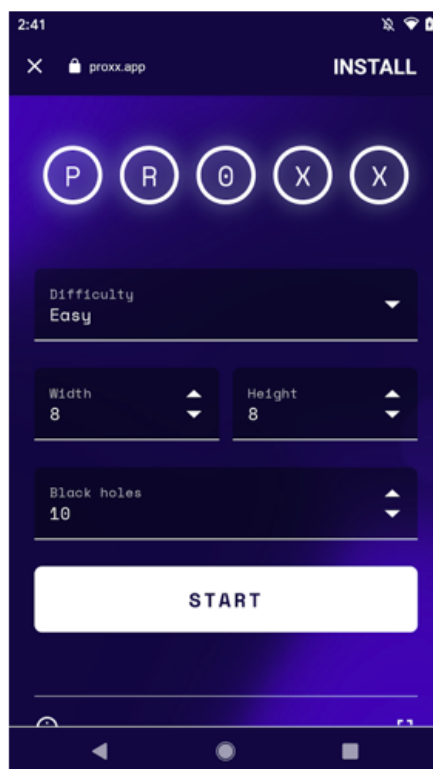 2:41
proxx.app INSTALL
P R 0 X X
Difficulty
Easy
Width Height
8 8
Black holes
10
START